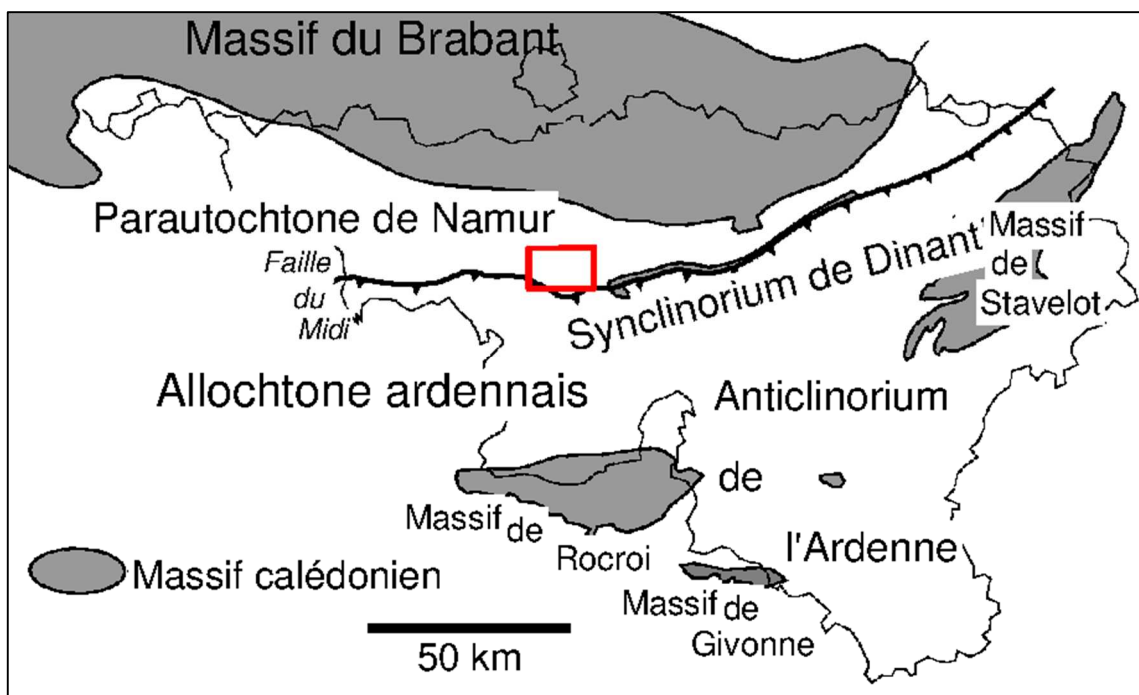 Massif du Brabant
Parautochtone de Namur
Faille
du
Midi
Synclinorium de Dinant
Massif
de
Stavelot
Allochtone ardennais
Anticlinorium
de
l'Ardenne
Massif de
Rocroi
Massif de
Givonne
Massif calédonien
50 km